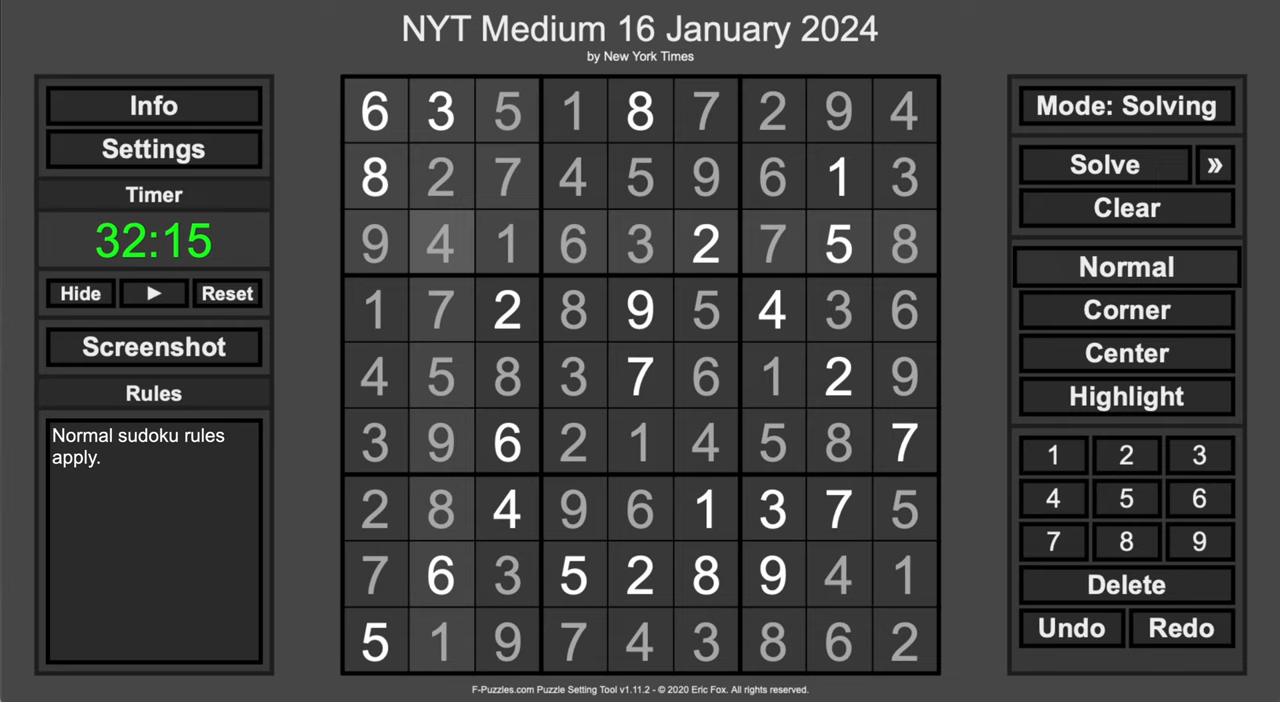 NYT Medium 16 January 2024
by New York Times
Info
Settings
Timer
32:15
Hide ► Reset
Screenshot
Rules
Normal sudoku rules
apply.
6 3 5 1 8 7 2 9 4
8 2 7 4 5 9 6 1 3
9 4 1 6 3 2 7 5 8
1 7 2 8 9 5 4 3 6
4 5 8 3 7 6 1 2 9
3 9 6 2 1 4 5 8 7
2 8 4 9 6 1 3 7 5
7 6 3 5 2 8 9 4 1
5 1 9 7 4 3 8 6 2
Mode: Solving
Solve »
Clear
Normal
Corner
Center
Highlight
1 2 3
4 5 6
7 8 9
Delete
Undo Redo
F-Puzzles.com Puzzle Setting Tool v1.11.2 - © 2020 Eric Fox. All rights reserved.